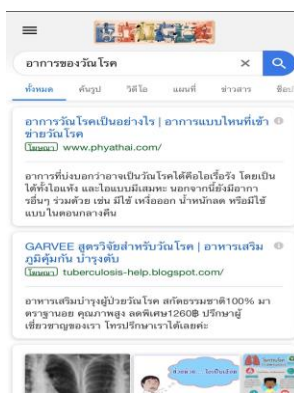 อาการของวัณโรค
ทั้งหมด ค้นรูป วิดีโอ แผนที่ ข่าวสาร ช้อป
อาการวัณโรคเป็นอย่างไร | อาการแบบไหนที่เข้า
ข่ายวัณโรค
โฆษณา www.phyathai.com/
อาการที่บ่งบอกว่าอาจเป็นวัณโรคได้คือไอเรื้อรัง โดยเป็น
ได้ทั้งไอแห้ง และไอแบบมีเสมหะ นอกจากนี้ยังมีอากา
รอื่นๆ ร่วมด้วย เช่น มีไข้ เหงื่อออก น้ำหนักลด หรือมีไข้
แบบในตอนกลางคืน
GARVEE สูตรวิจัยสำหรับวัณโรค | อาหารเสริม
ภูมิคุ้มกัน บำรุงตับ
โฆษณา tuberculosis-help.blogspot.com/
อาหารเสริมบำรุงผู้ป่วยวัณโรค สกัดธรรมชาติ100% มา
ตราฐานอย คุณภาพสูง ลดพิเศษ1260฿ ปรึกษาผู้
เชี่ยวชาญของเรา โทรปรึกษาเราได้เลยค่ะ